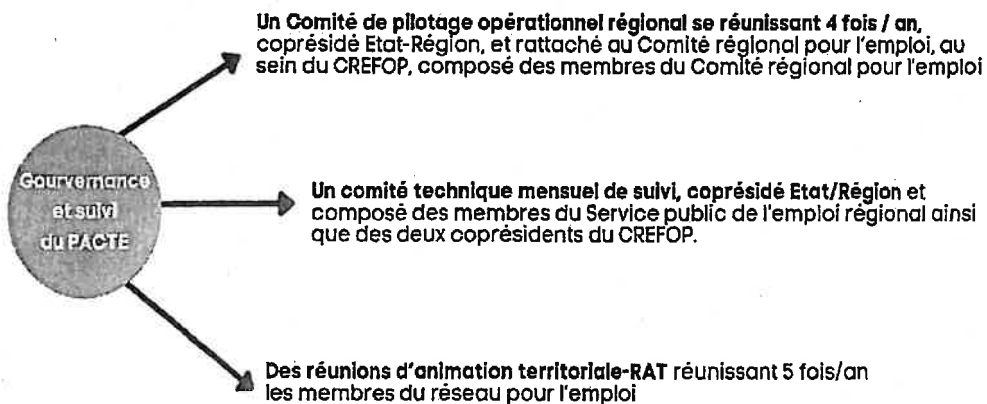 Un Comité de pilotage opérationnel régional se réunissant 4 fois / an,
coprésidé Etat-Région, et rattaché au Comité régional pour l'emploi, au
sein du CREFOP, composé des membres du Comité régional pour l'emploi
Gourvernance
et suivi
du PACTE
Un comité technique mensuel de suivi, coprésidé Etat/Région et
composé des membres du Service public de l'emploi régional ainsi
que des deux coprésidents du CREFOP.
Des réunions d'animation territoriale-RAT réunissant 5 fois/an
les membres du réseau pour l'emploi